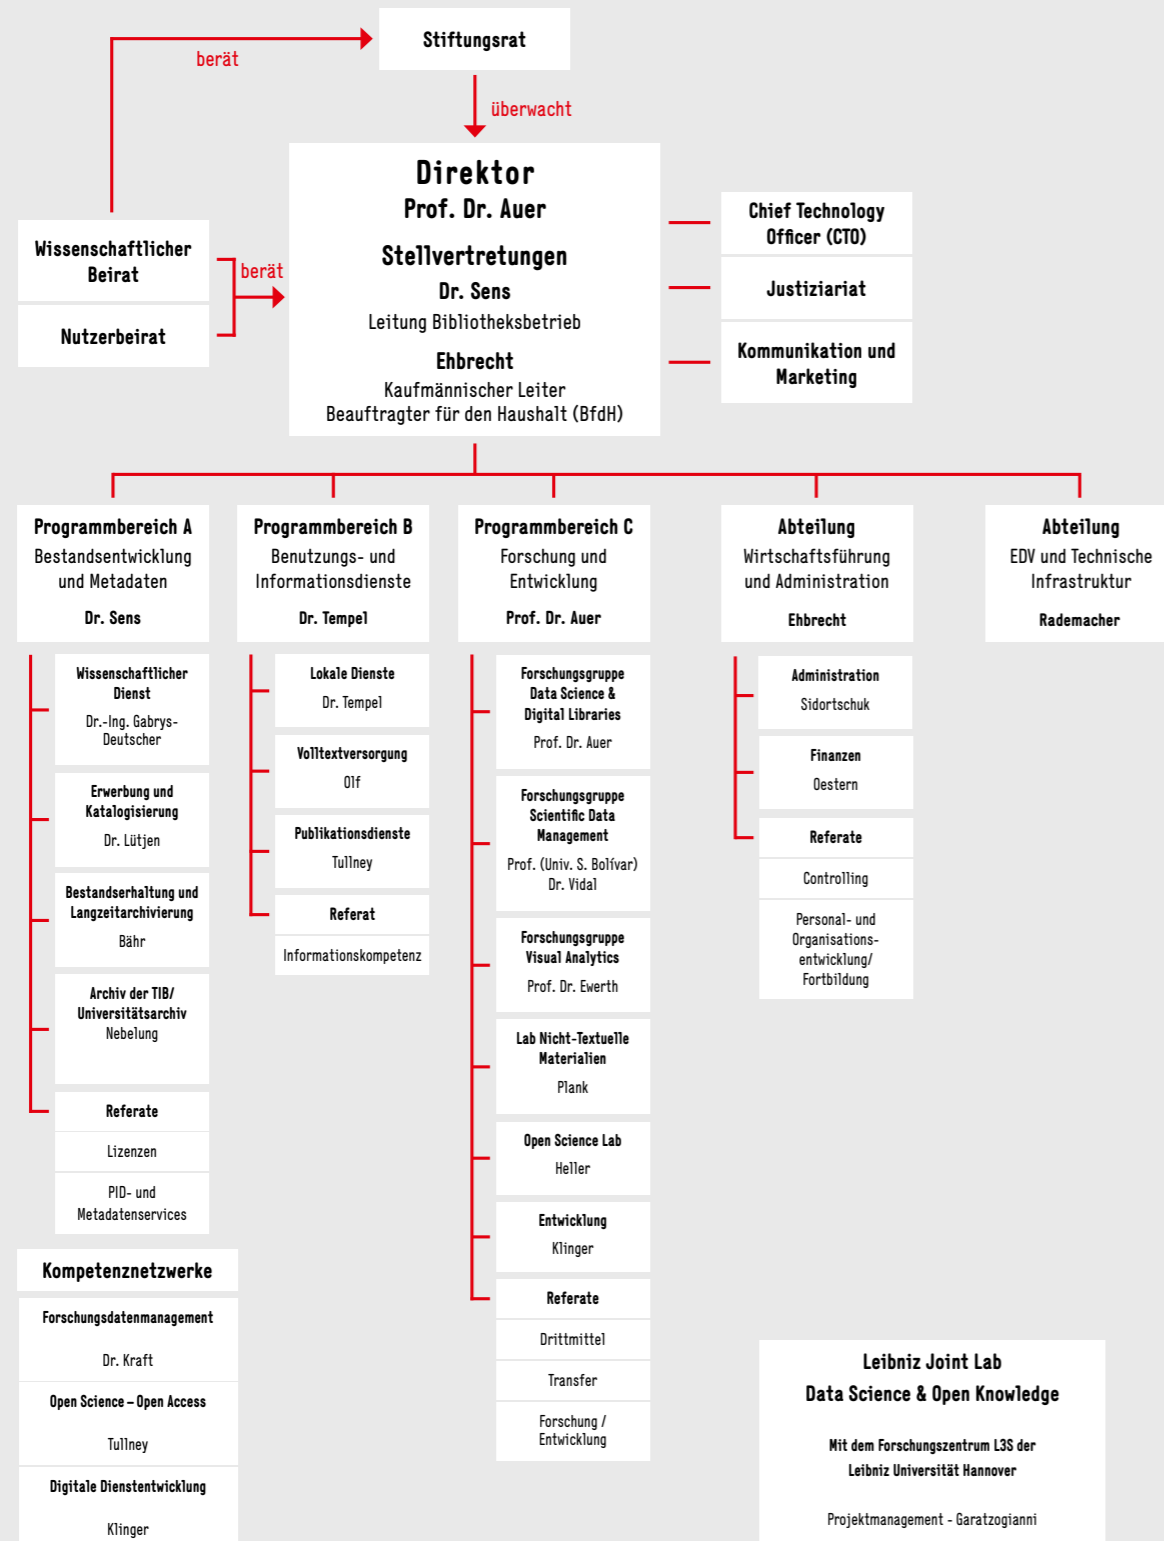 Stiftungsrat
berät
überwacht
Direktor
Prof. Dr. Auer
Stellvertretungen
Dr. Sens
Leitung Bibliotheksbetrieb
Ehbrecht
Kaufmännischer Leiter
Beauftragter für den Haushalt (BfdH)
Wissenschaftlicher
Beirat
Nutzerbeirat
berät
Chief Technology
Officer (CTO)
Justiziariat
Kommunikation und
Marketing
Programmbereich A
Bestandsentwicklung
und Metadaten
Dr. Sens
Wissenschaftlicher
Dienst
Dr.-Ing. Gabrys-
Deutscher
Erwerbung und
Katalogisierung
Dr. Lütjen
Bestandserhaltung und
Langzeitarchivierung
Bähr
Archiv der TIB/
Universitätsarchiv
Nebelung
Referate
Lizenzen
PID- und
Metadatenservices
Programmbereich B
Benutzungs- und
Informationsdienste
Dr. Tempel
Lokale Dienste
Dr. Tempel
Volltextversorgung
Olf
Publikationsdienste
Tullney
Referat
Informationskompetenz
Programmbereich C
Forschung und
Entwicklung
Prof. Dr. Auer
Forschungsgruppe
Data Science &
Digital Libraries
Prof. Dr. Auer
Forschungsgruppe
Scientific Data
Management
Prof. (Univ. S. Bolívar)
Dr. Vidal
Forschungsgruppe
Visual Analytics
Prof. Dr. Ewerth
Lab Nicht-Textuelle
Materialien
Plank
Open Science Lab
Heller
Entwicklung
Klinger
Referate
Drittmittel
Transfer
Forschung /
Entwicklung
Abteilung
Wirtschaftsführung
und Administration
Ehbrecht
Administration
Sidortschuk
Finanzen
Oestern
Referate
Controlling
Personal- und
Organisations-
entwicklung/
Fortbildung
Abteilung
EDV und Technische
Infrastruktur
Rademacher
Kompetenznetzwerke
Forschungsdatenmanagement
Dr. Kraft
Open Science – Open Access
Tullney
Digitale Dienstentwicklung
Klinger
Leibniz Joint Lab
Data Science & Open Knowledge
Mit dem Forschungszentrum L3S der
Leibniz Universität Hannover
Projektmanagement - Garatzogianni